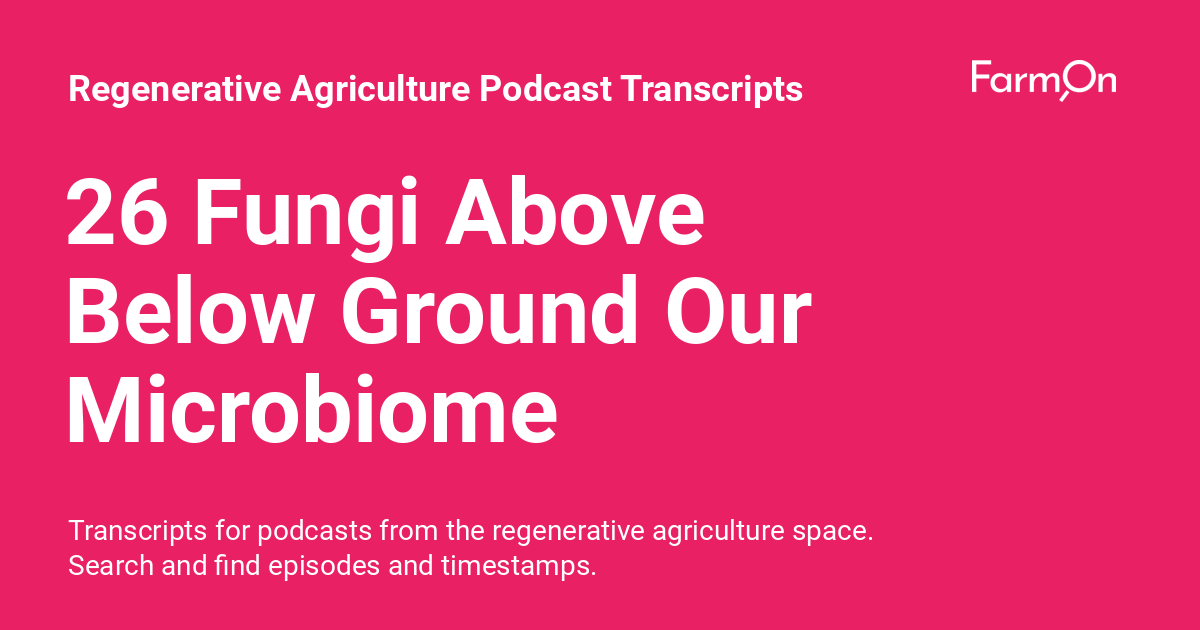 Regenerative Agriculture Podcast Transcripts
FarmOn
26 Fungi Above
Below Ground Our
Microbiome
Transcripts for podcasts from the regenerative agriculture space.
Search and find episodes and timestamps.